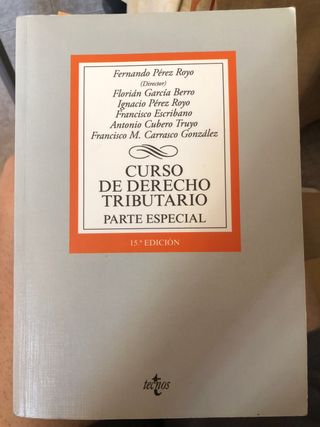 Fernando Pérez Royo
(Director)
Florián García Berro
Ignacio Pérez Royo
Francisco Escribano
Antonio Cubero Truyo
Francisco M. Carrasco González
CURSO
DE DERECHO
TRIBUTARIO
PARTE ESPECIAL
15.ª EDICIÓN
tecnos